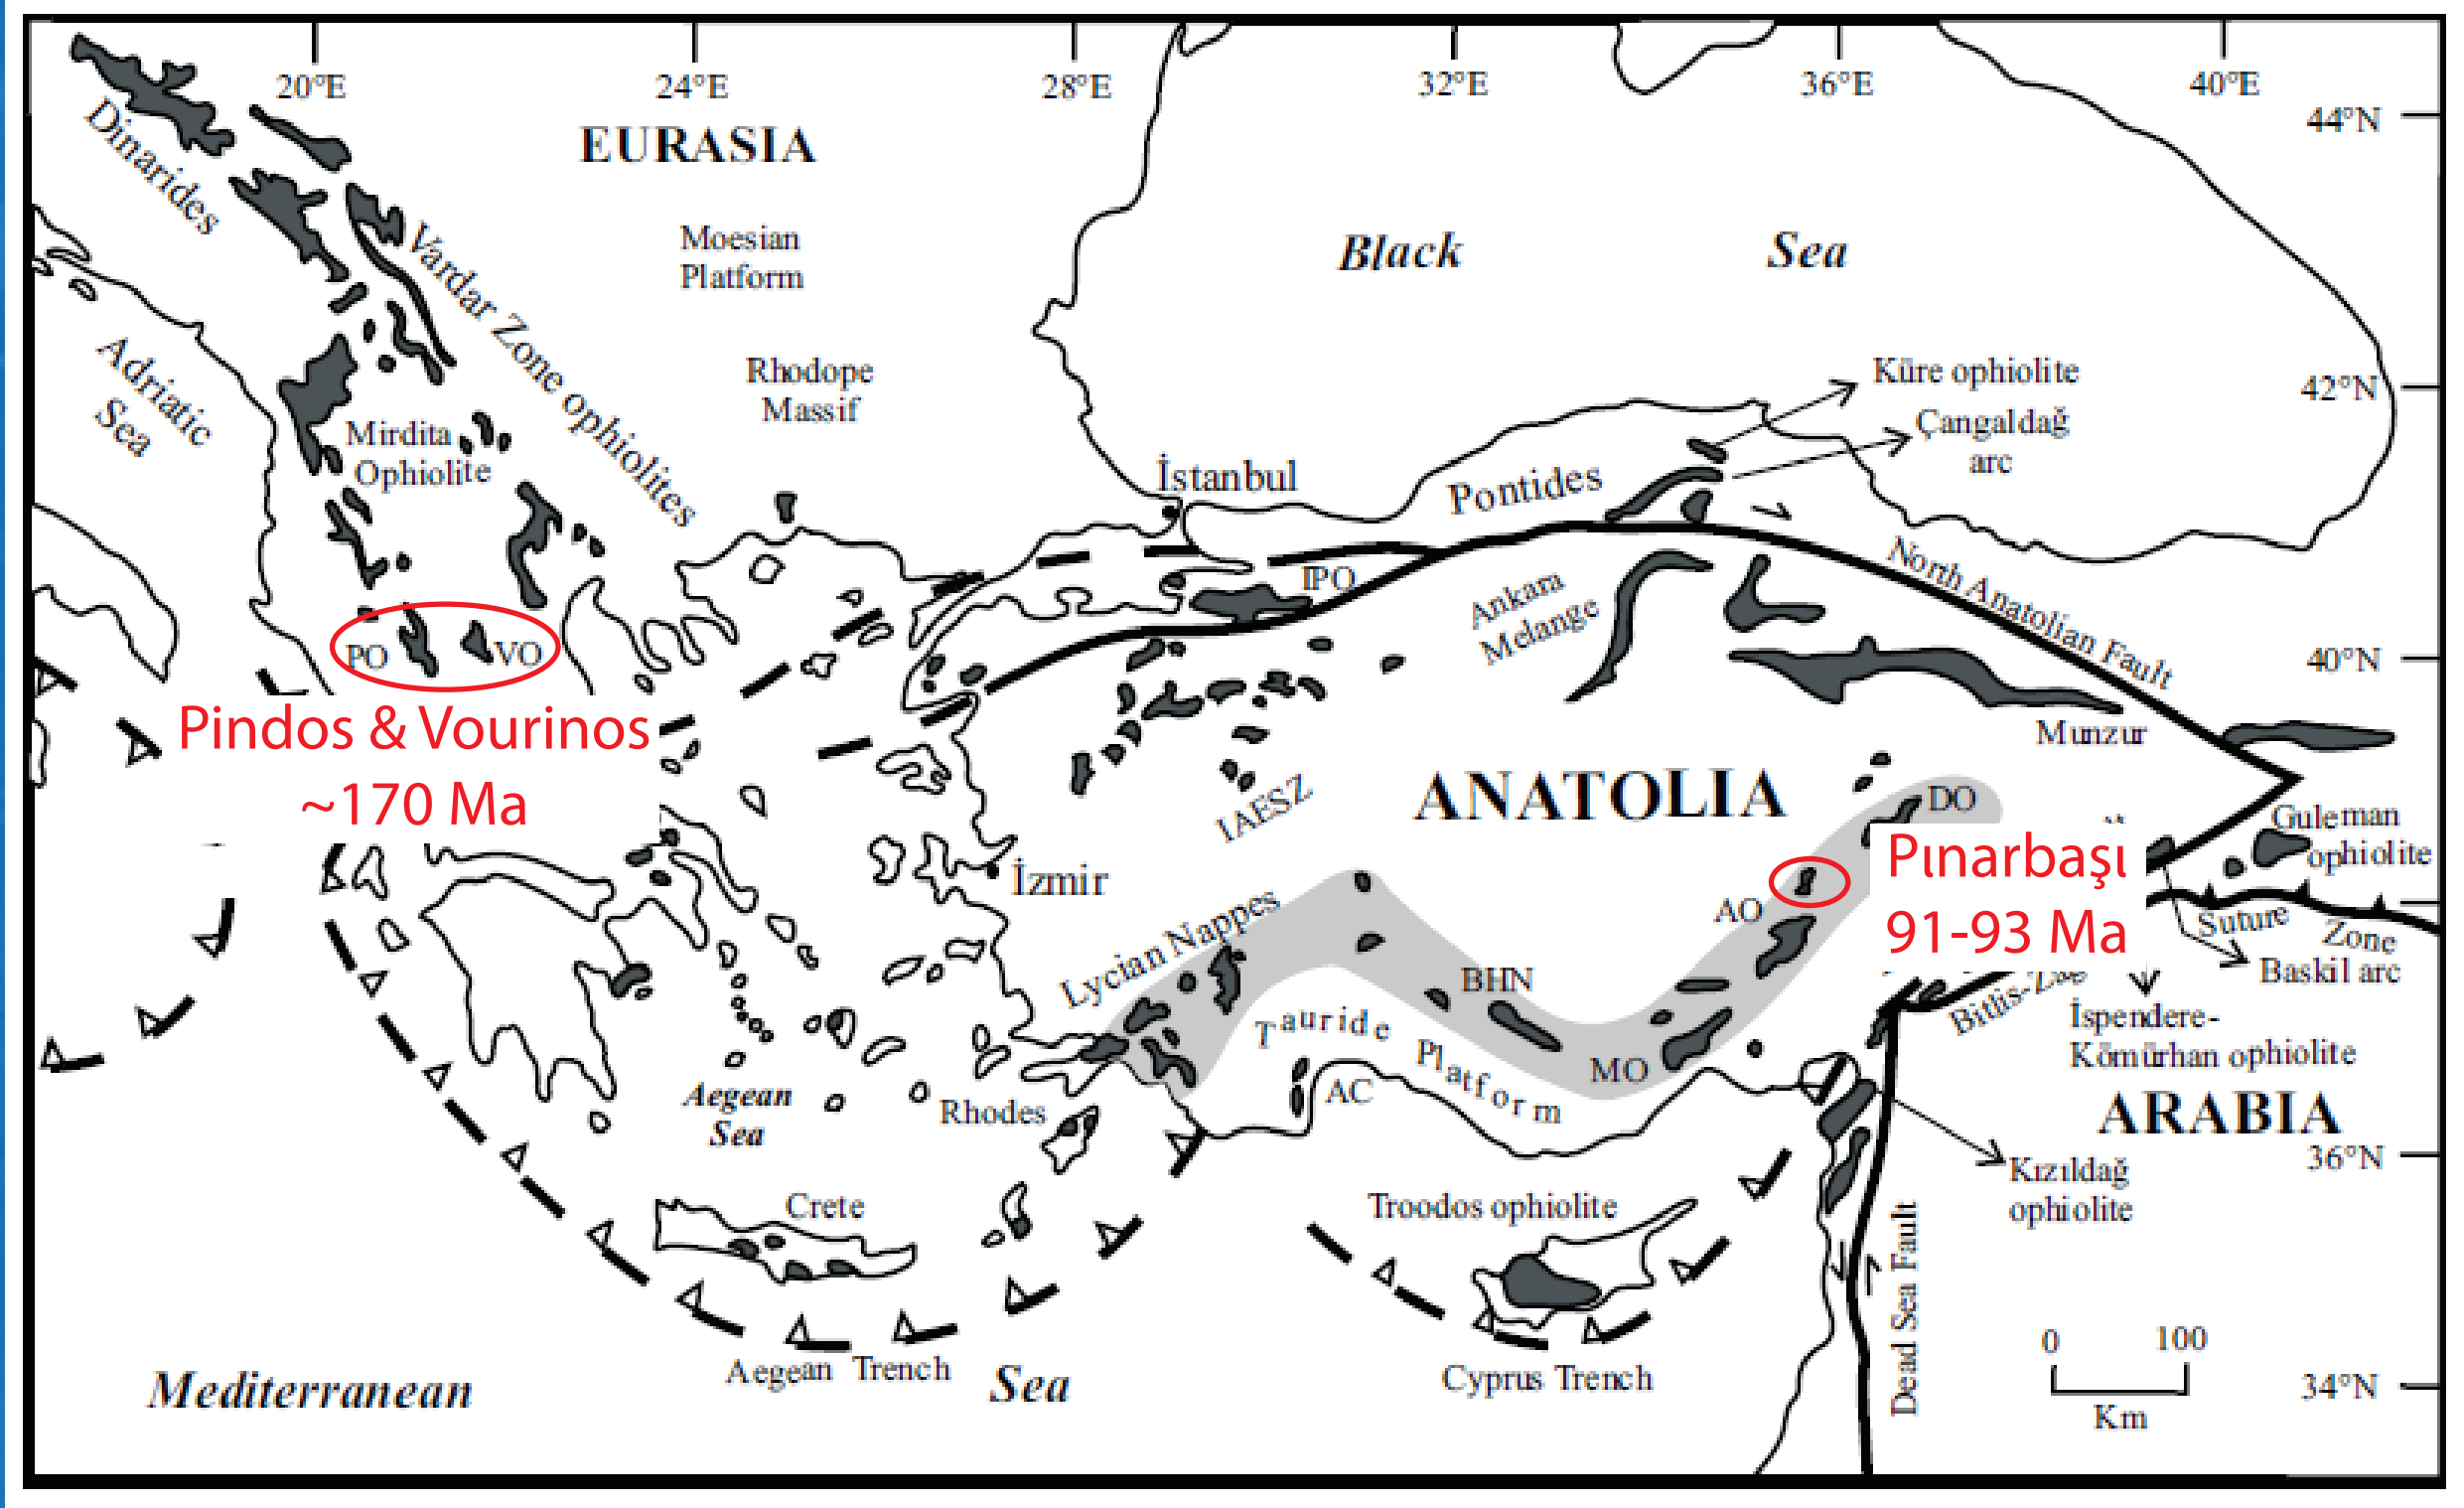 20°E
24°E
28°E
32°E
36°E
40°E
44°N
42°N
40°N
36°N
34°N
EURASIA
Dinarides
Vardar Zone ophiolites
Moesian
Platform
Black Sea
Adriatic
Sea
Rhodope
Massif
Küre ophiolite
Çangaldağ
arc
Mirdita
Ophiolite
İstanbul
Pontides
North Anatolian Fault
IPO
Ankara
Melange
PO
VO
Pindos & Vourinos
~170 Ma
Munzur
IAESZ
ANATOLIA
DO
Guleman
ophiolite
Pınarbaşı
91-93 Ma
İzmir
AO
Suture Zone
Baskil arc
Lycian Nappes
BHN
Bitlis-
İspendere-
Kömürhan ophiolite
Tauride Platform
MO
AC
Aegean
Sea
Rhodes
ARABIA
Kızıldağ
ophiolite
Crete
Troodos ophiolite
Dead Sea Fault
0 100
Km
Aegean Trench
Cyprus Trench
Mediterranean Sea